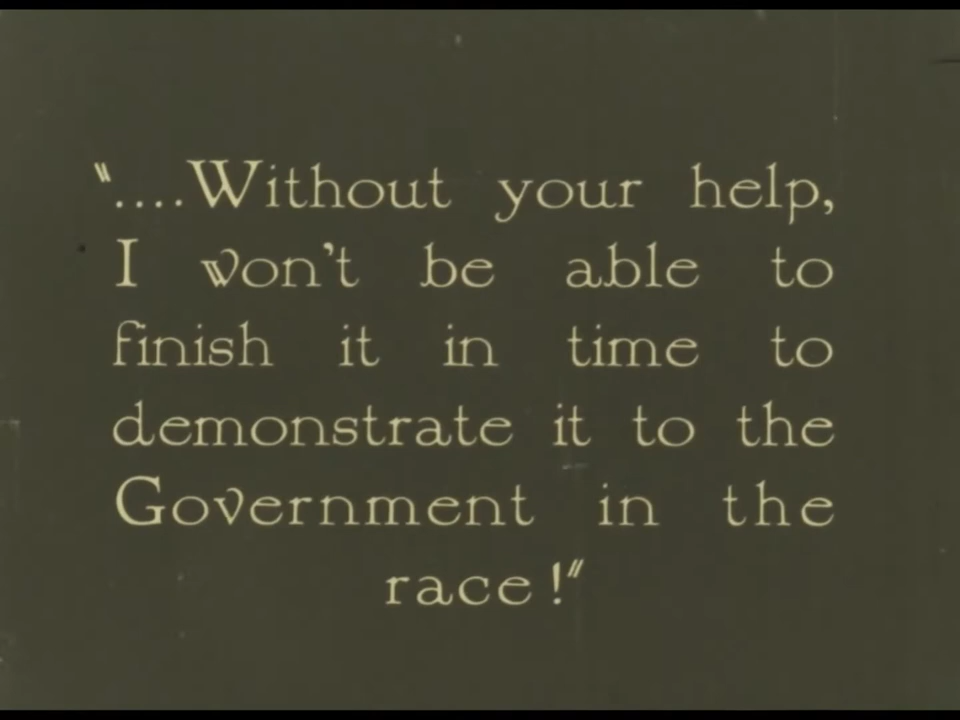 "....Without your help,
I won't be able to
finish it in time to
demonstrate it to the
Government in the
race!"